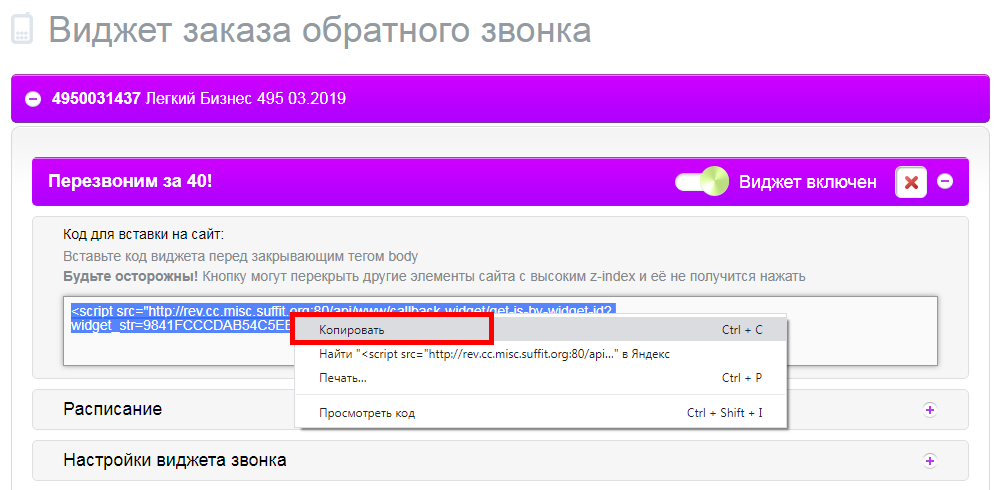 Виджет заказа обратного звонка
4950031437 Легкий Бизнес 495 03.2019
Перезвоним за 40!
Виджет включен
Код для вставки на сайт:
Вставьте код виджета перед закрывающим тегом body
Будьте осторожны! Кнопку могут перекрыть другие элементы сайта с высоким z-index и её не получится нажать
<script src="http://rev.cc.misc.suffit.org:80/api/www/callback-widget/get-js-by-widget-id?
widget_str=9841FCCCDAB54C5EE
Копировать Ctrl + C
Найти "<script src="http://rev.cc.misc.suffit.org:80/api..." в Яндекс
Печать... Ctrl + P
Просмотреть код Ctrl + Shift + I
Расписание
Настройки виджета звонка